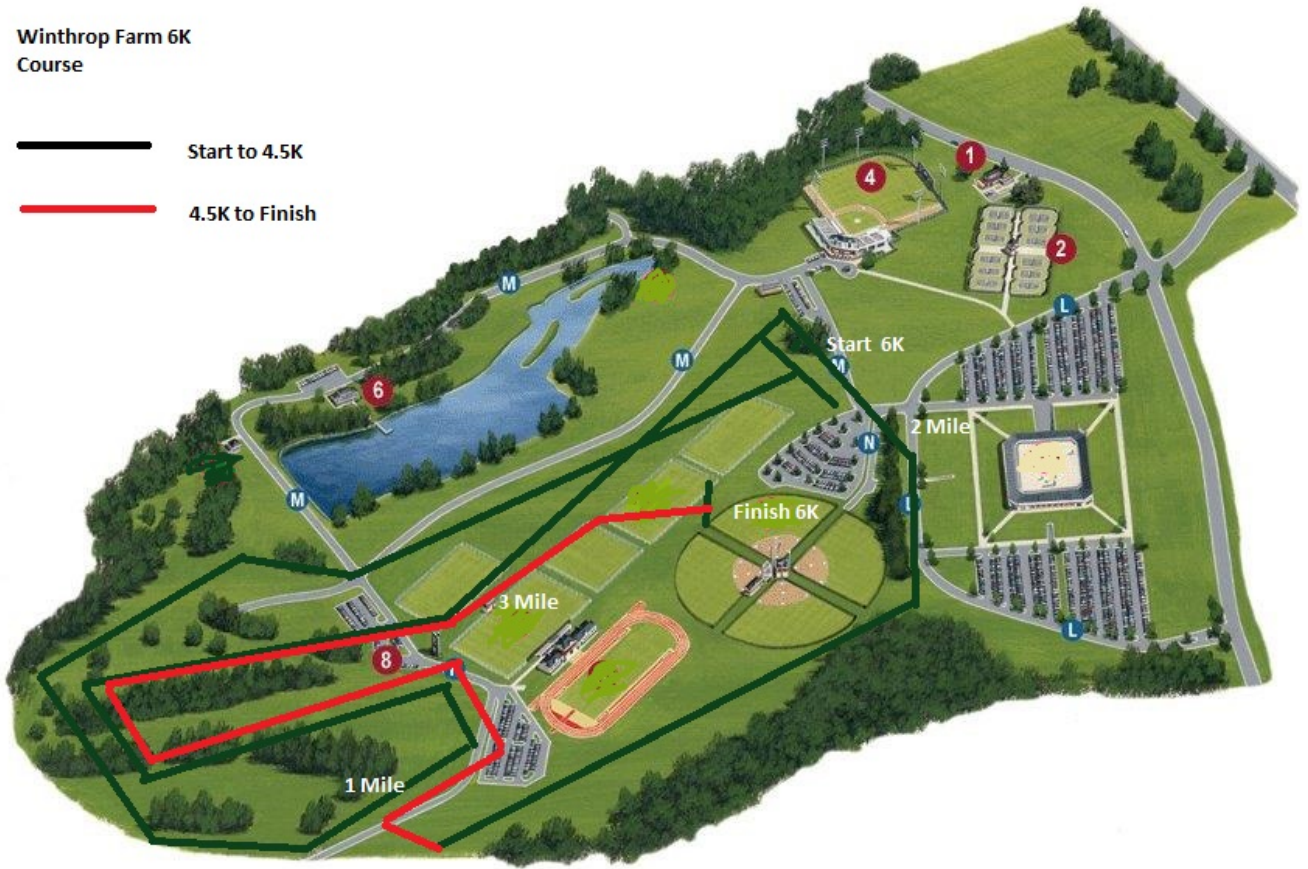 Winthrop Farm 6K
Course
Start to 4.5K
4.5K to Finish
1
4
2
M
L
6
M
Start 6K
M
2 Mile
N
M
L
Finish 6K
3 Mile
8
L
1 Mile